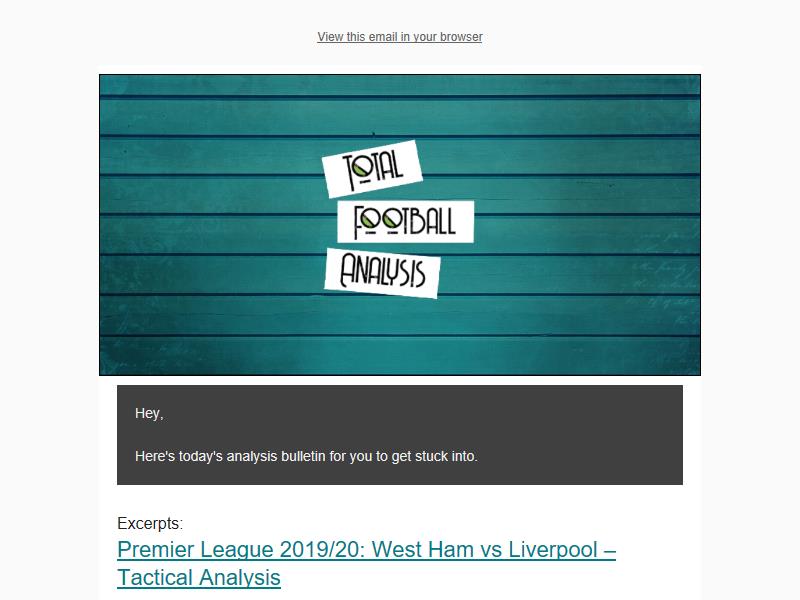 View this email in your browser
TOTAL
FOOTBALL
ANALYSIS
Hey,
Here's today's analysis bulletin for you to get stuck into.
Excerpts:
Premier League 2019/20: West Ham vs Liverpool –
Tactical Analysis